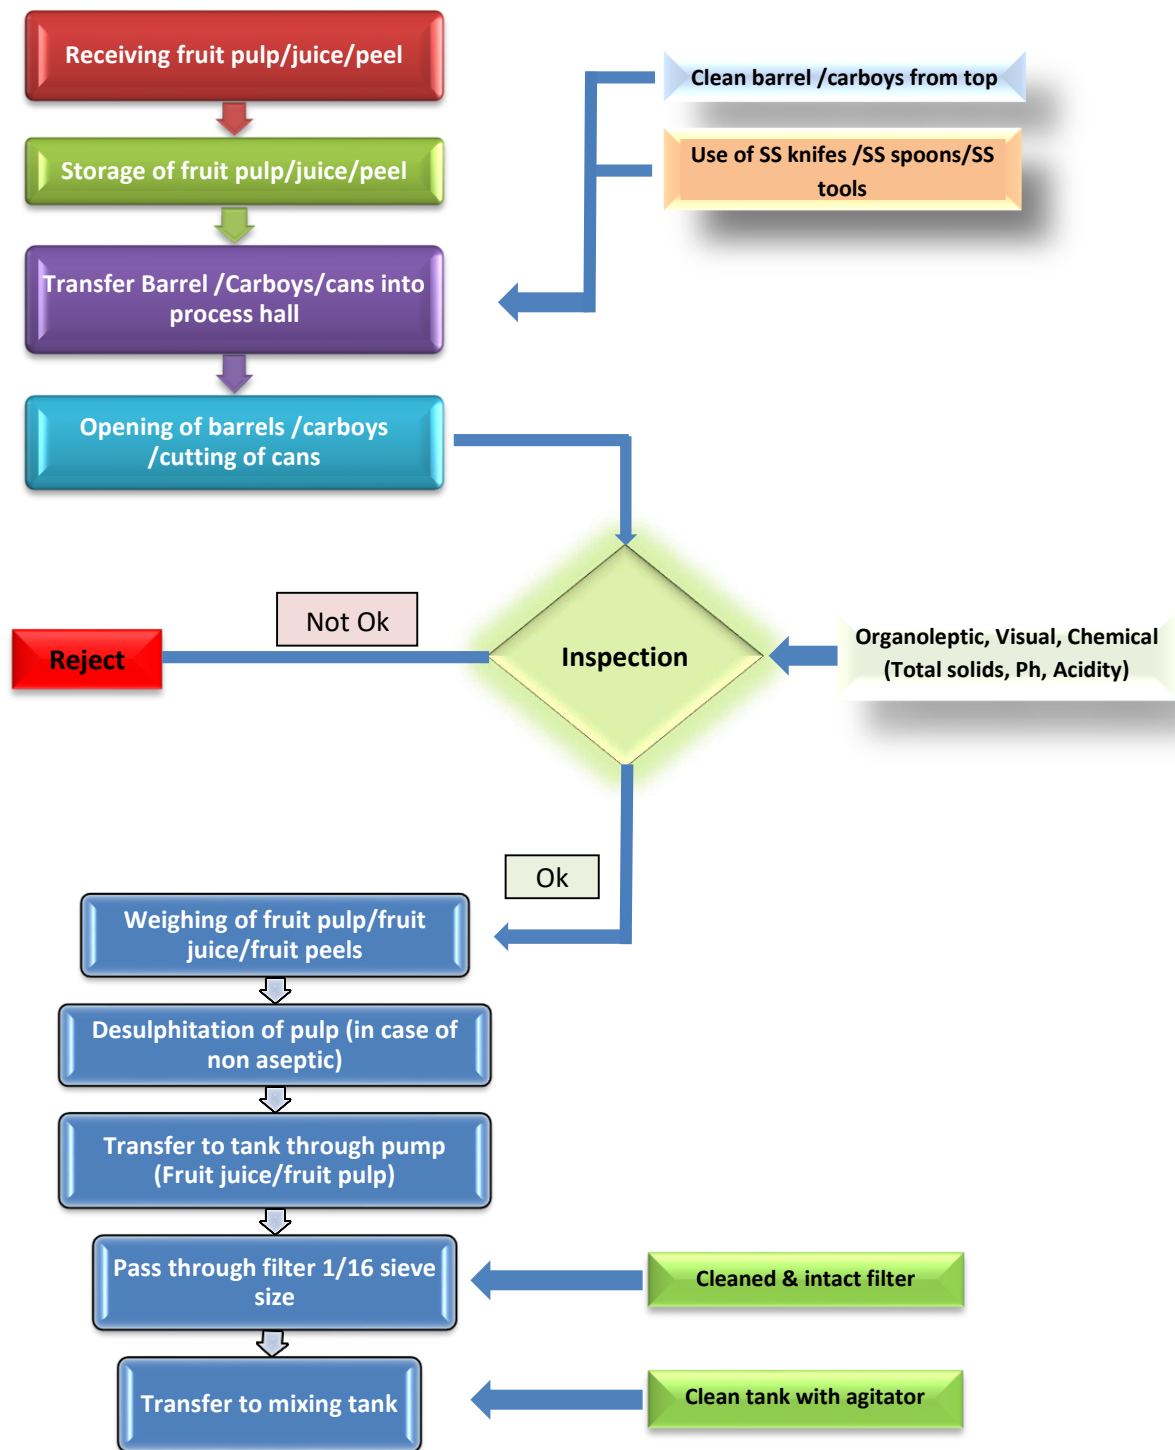 Receiving fruit pulp/juice/peel
Clean barrel /carboys from top
Storage of fruit pulp/juice/peel
Use of SS knifes /SS spoons/SS
tools
Transfer Barrel /Carboys/cans into
process hall
Opening of barrels /carboys
/cutting of cans
Not Ok
Reject
Inspection
Organoleptic, Visual, Chemical
(Total solids, Ph, Acidity)
Ok
Weighing of fruit pulp/fruit
juice/fruit peels
Desulphitation of pulp (in case of
non aseptic)
Transfer to tank through pump
(Fruit juice/fruit pulp)
Pass through filter 1/16 sieve
size
Cleaned & intact filter
Transfer to mixing tank
Clean tank with agitator